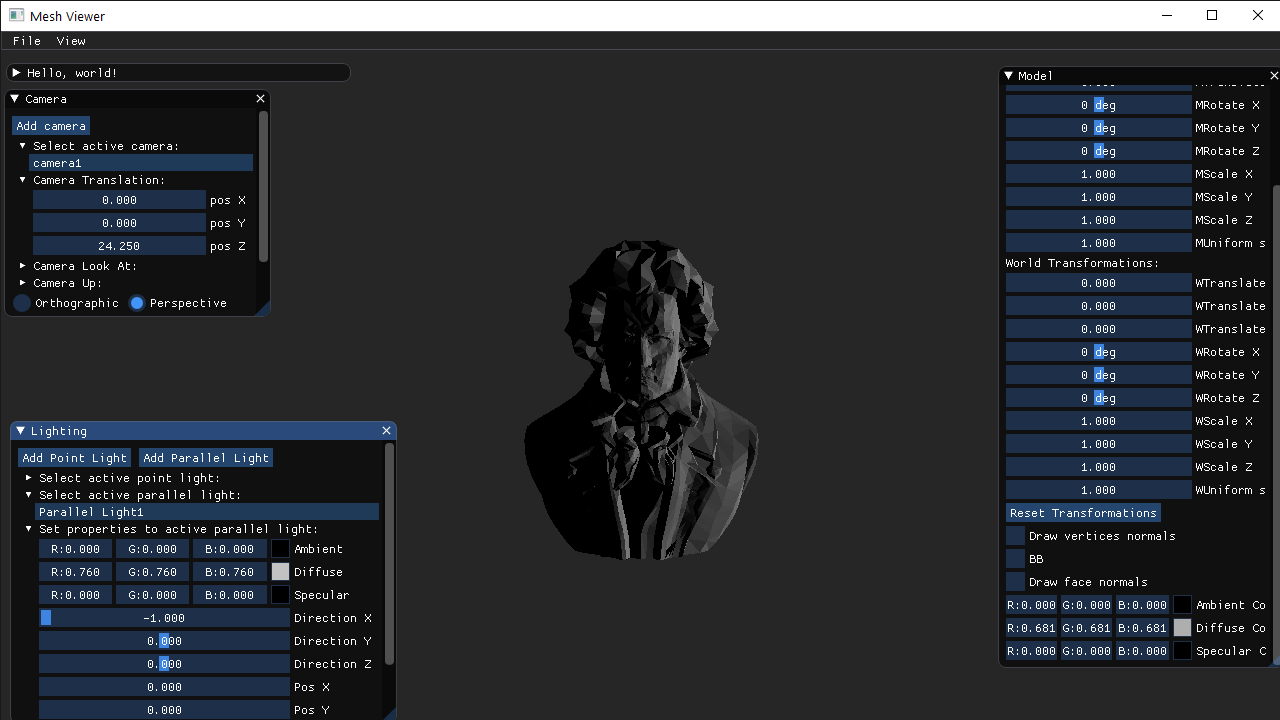 Mesh Viewer
File View
Hello, world!
Camera
Add camera
Select active camera:
camera1
Camera Translation:
0.000 pos X
0.000 pos Y
24.250 pos Z
Camera Look At:
Camera Up:
Orthographic Perspective
Lighting
Add Point Light Add Parallel Light
Select active point light:
Select active parallel light:
Parallel Light1
Set properties to active parallel light:
R:0.000 G:0.000 B:0.000 Ambient
R:0.760 G:0.760 B:0.760 Diffuse
R:0.000 G:0.000 B:0.000 Specular
-1.000 Direction X
0.000 Direction Y
0.000 Direction Z
0.000 Pos X
0.000 Pos Y
Model
0 deg MRotate X
0 deg MRotate Y
0 deg MRotate Z
1.000 MScale X
1.000 MScale Y
1.000 MScale Z
1.000 MUniform s
World Transformations:
0.000 WTranslate
0.000 WTranslate
0.000 WTranslate
0 deg WRotate X
0 deg WRotate Y
0 deg WRotate Z
1.000 WScale X
1.000 WScale Y
1.000 WScale Z
1.000 WUniform s
Reset Transformations
Draw vertices normals
BB
Draw face normals
R:0.000 G:0.000 B:0.000 Ambient Co
R:0.681 G:0.681 B:0.681 Diffuse Co
R:0.000 G:0.000 B:0.000 Specular C